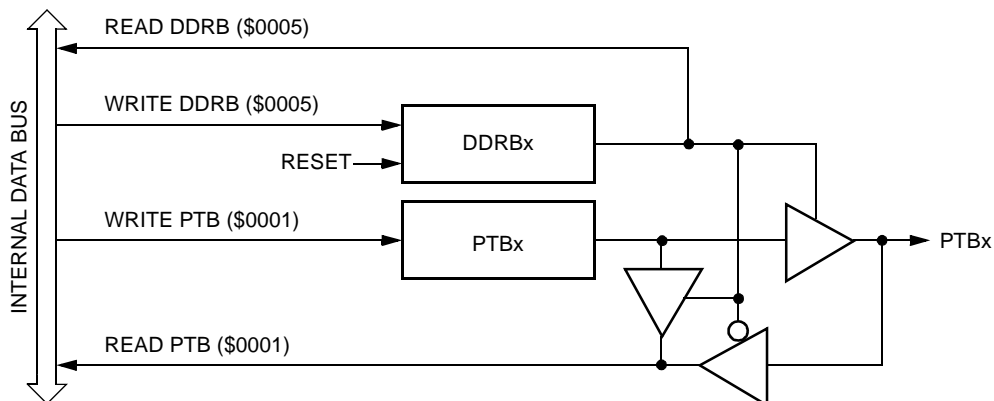 READ DDRB ($0005)
WRITE DDRB ($0005)
DDRBx
RESET
WRITE PTB ($0001)
PTBx
PTBx
READ PTB ($0001)
INTERNAL DATA BUS